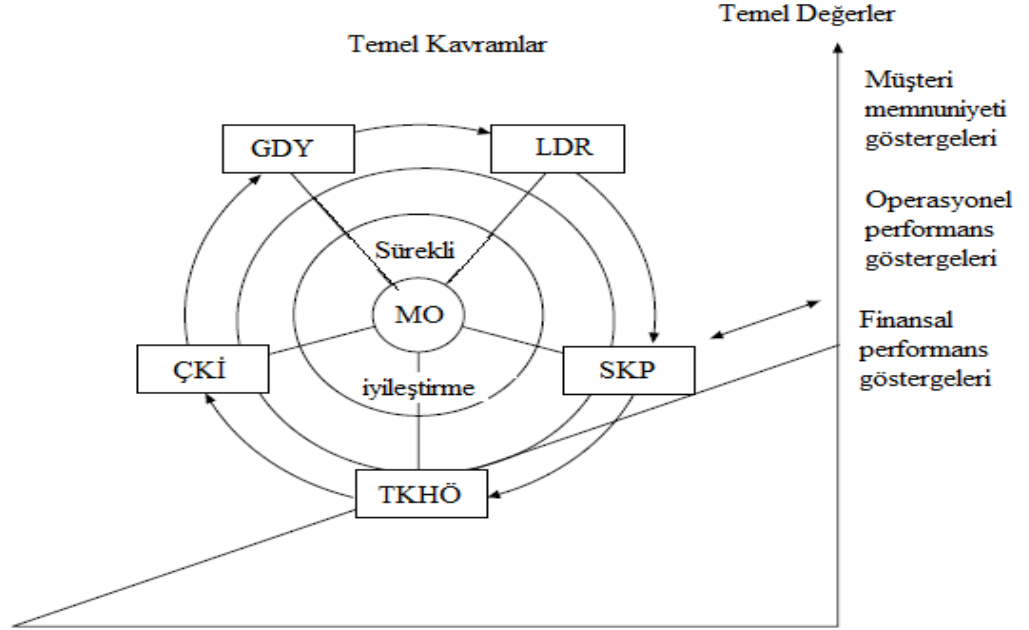 Temel Değerler
Temel Kavramlar
Müşteri
memnuniyeti
göstergeleri
GDY
LDR
Operasyonel
performans
göstergeleri
Sürekli
MO
Finansal
performans
göstergeleri
ÇKİ
SKP
iyileştirme
TKHÖ